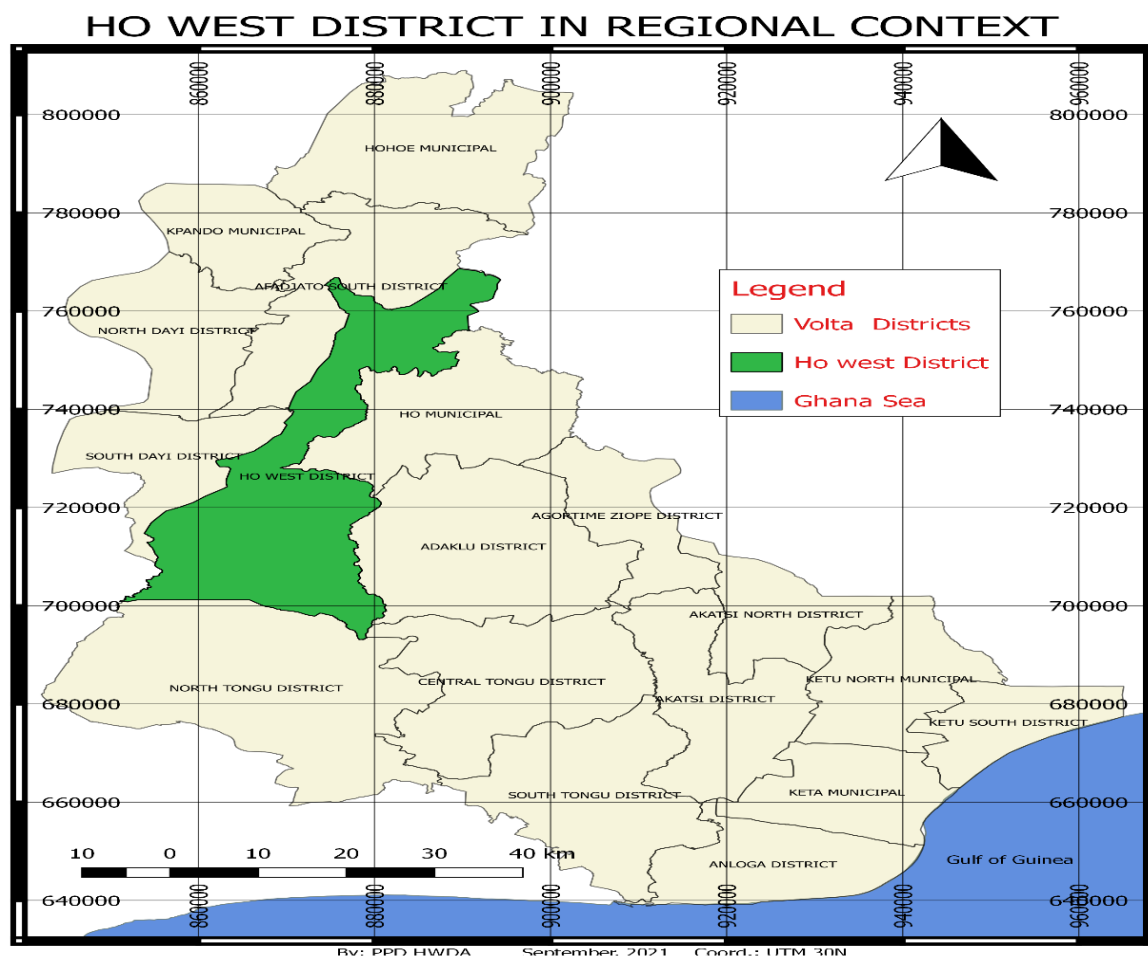 HO WEST DISTRICT IN REGIONAL CONTEXT
860000 880000 900000 920000 940000 960000
800000 800000
HOHOE MUNICIPAL
780000 780000
KPANDO MUNICIPAL
AFADJATO SOUTH DISTRICT
Legend
760000 760000
NORTH DAYI DISTRICT
Volta Districts
Ho west District
Ghana Sea
740000 740000
HO MUNICIPAL
SOUTH DAYI DISTRICT
HO WEST DISTRICT
720000 720000
AGORTIME ZIOPE DISTRICT
ADAKLU DISTRICT
700000 700000
AKATSI NORTH DISTRICT
NORTH TONGU DISTRICT
CENTRAL TONGU DISTRICT
KETU NORTH MUNICIPAL
680000 680000
AKATSI DISTRICT
KETU SOUTH DISTRICT
SOUTH TONGU DISTRICT
KETA MUNICIPAL
660000 660000
10 0 10 20 30 40 km
ANLOGA DISTRICT
Gulf of Guinea
640000 640000
860000 880000 900000 920000 940000 960000
By: PPD HWDA September, 2021 Coord.: UTM 30N